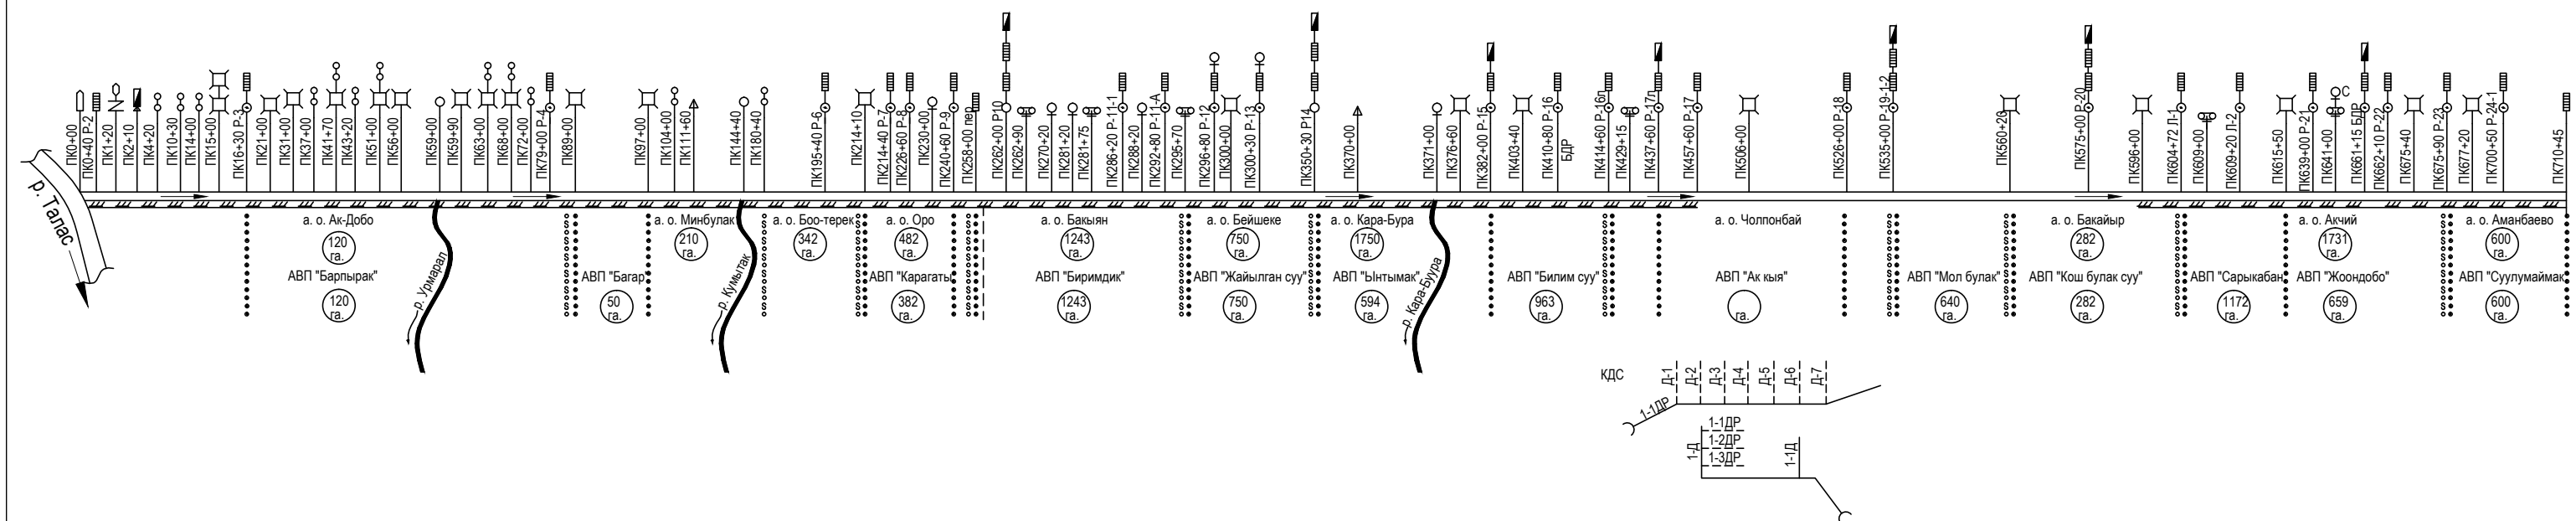 ПК0+00
ПК0+40 Р-2
ПК1+20
ПК2+10
ПК4+20
ПК10+30
ПК14+00
ПК15+00
ПК16+30 Р-3
ПК21+00
ПК31+00
ПК37+00
ПК41+70
ПК43+20
ПК51+00
ПК56+00
ПК59+00
ПК59+90
ПК63+00
ПК68+00
ПК72+00
ПК79+00 Р-4
ПК89+00
ПК97+00
ПК104+00
ПК111+60
ПК144+40
ПК180+40
ПК195+40 Р-6
ПК214+10
ПК214+40 Р-7
ПК226+60 Р-8
ПК230+00
ПК240+60 Р-9
ПК258+00 пер
ПК262+00 Р10
ПК262+90
ПК270+20
ПК281+20
ПК281+75
ПК286+20 Р-11-1
ПК288+20
ПК292+80 Р-11-А
ПК295+70
ПК296+80 Р-12
ПК300+00
ПК300+30 Р-13
ПК350+30 Р14
ПК370+00
ПК371+00
ПК376+60
ПК382+00 Р-15
ПК403+40
ПК410+80 Р-16
БДР
ПК414+60 Р-16л
ПК429+15
ПК437+60 Р-17л
ПК457+60 Р-17
ПК506+00
ПК526+00 Р-18
ПК535+00 Р-19-1-2
ПК560+20
ПК575+00 Р-20
ПК596+00
ПК604+72 Л-1
ПК609+00
ПК609+20 Л-2
ПК615+50
ПК639+00 Р-21
ПК641+00
С
ПК661+15 БДР
ПК662+10 Р-22
ПК675+40
ПК675+90 Р-23
ПК677+20
ПК700+50 Р-24-1
ПК710+45
р. Талас
а. о. Ак-Добо
120
га.
АВП "Барпырак"
120
га.
р. Урмарал
АВП "Багар"
50
га.
а. о. Минбулак
210
га.
р. Кумытак
а. о. Боо-терек
342
га.
а. о. Оро
482
га.
АВП "Карагаты"
382
га.
а. о. Бакыян
1243
га.
АВП "Биримдик"
1243
га.
а. о. Бейшеке
750
га.
АВП "Жайылган суу"
750
га.
а. о. Кара-Бура
1750
га.
АВП "Ынтымак"
594
га.
р. Кара-Буура
АВП "Билим суу"
963
га.
а. о. Чолпонбай
АВП "Ак кыя"
га.
АВП "Мол булак"
640
га.
а. о. Бакайыр
282
га.
АВП "Кош булак суу"
282
га.
АВП "Сарыкабан"
1172
га.
а. о. Акчий
1731
га.
АВП "Жоондобо"
659
га.
а. о. Аманбаево
600
га.
АВП "Суулумаймак"
600
га.
КДС
Д-1
Д-2
Д-3
Д-4
Д-5
Д-6
Д-7
1-1ДР
1-1ДР
1-2ДР
1-3ДР
1-Д
1-1Д